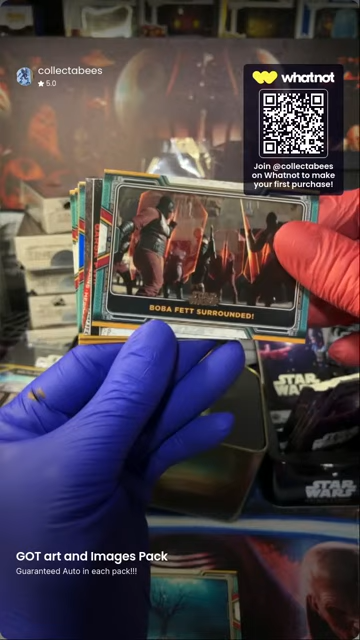 collectabees
★ 5.0
whatnot
Join @collectabees
on Whatnot to make
your first purchase!
BOBA FETT SURROUNDED!
STAR
STAR
WARS
GOT art and Images Pack
Guaranteed Auto in each pack!!!